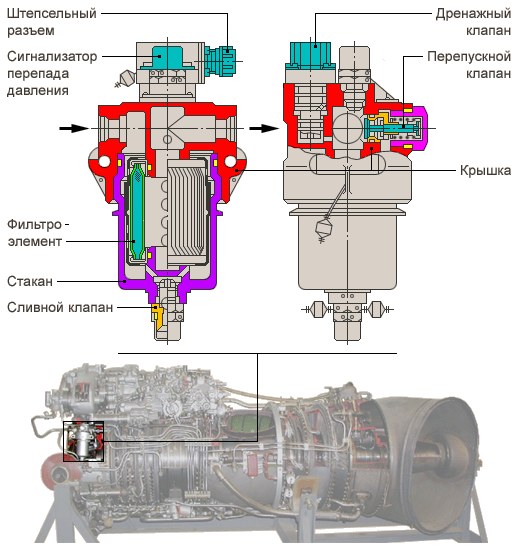 Штепсельный
разъем
Сигнализатор
перепада
давления
Фильтро -
элемент
Стакан
Сливной клапан
Дренажный
клапан
Перепускной
клапан
Крышка